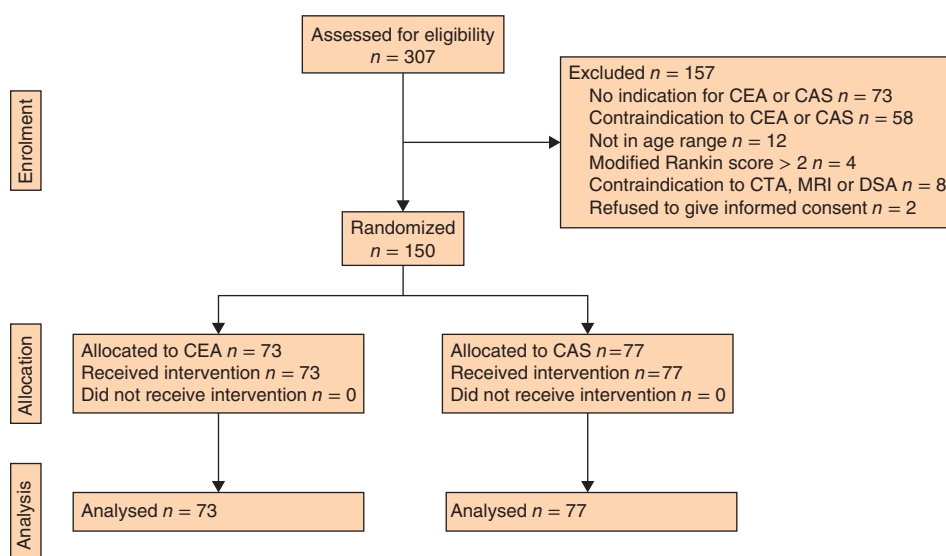 Assessed for eligibility
n = 307
Enrolment
Excluded n = 157
No indication for CEA or CAS n = 73
Contraindication to CEA or CAS n = 58
Not in age range n = 12
Modified Rankin score > 2 n = 4
Contraindication to CTA, MRI or DSA n = 8
Refused to give informed consent n = 2
Randomized
n = 150
Allocation
Allocated to CEA n = 73
Received intervention n = 73
Did not receive intervention n = 0
Allocated to CAS n=77
Received intervention n=77
Did not receive intervention n = 0
Analysis
Analysed n = 73
Analysed n = 77